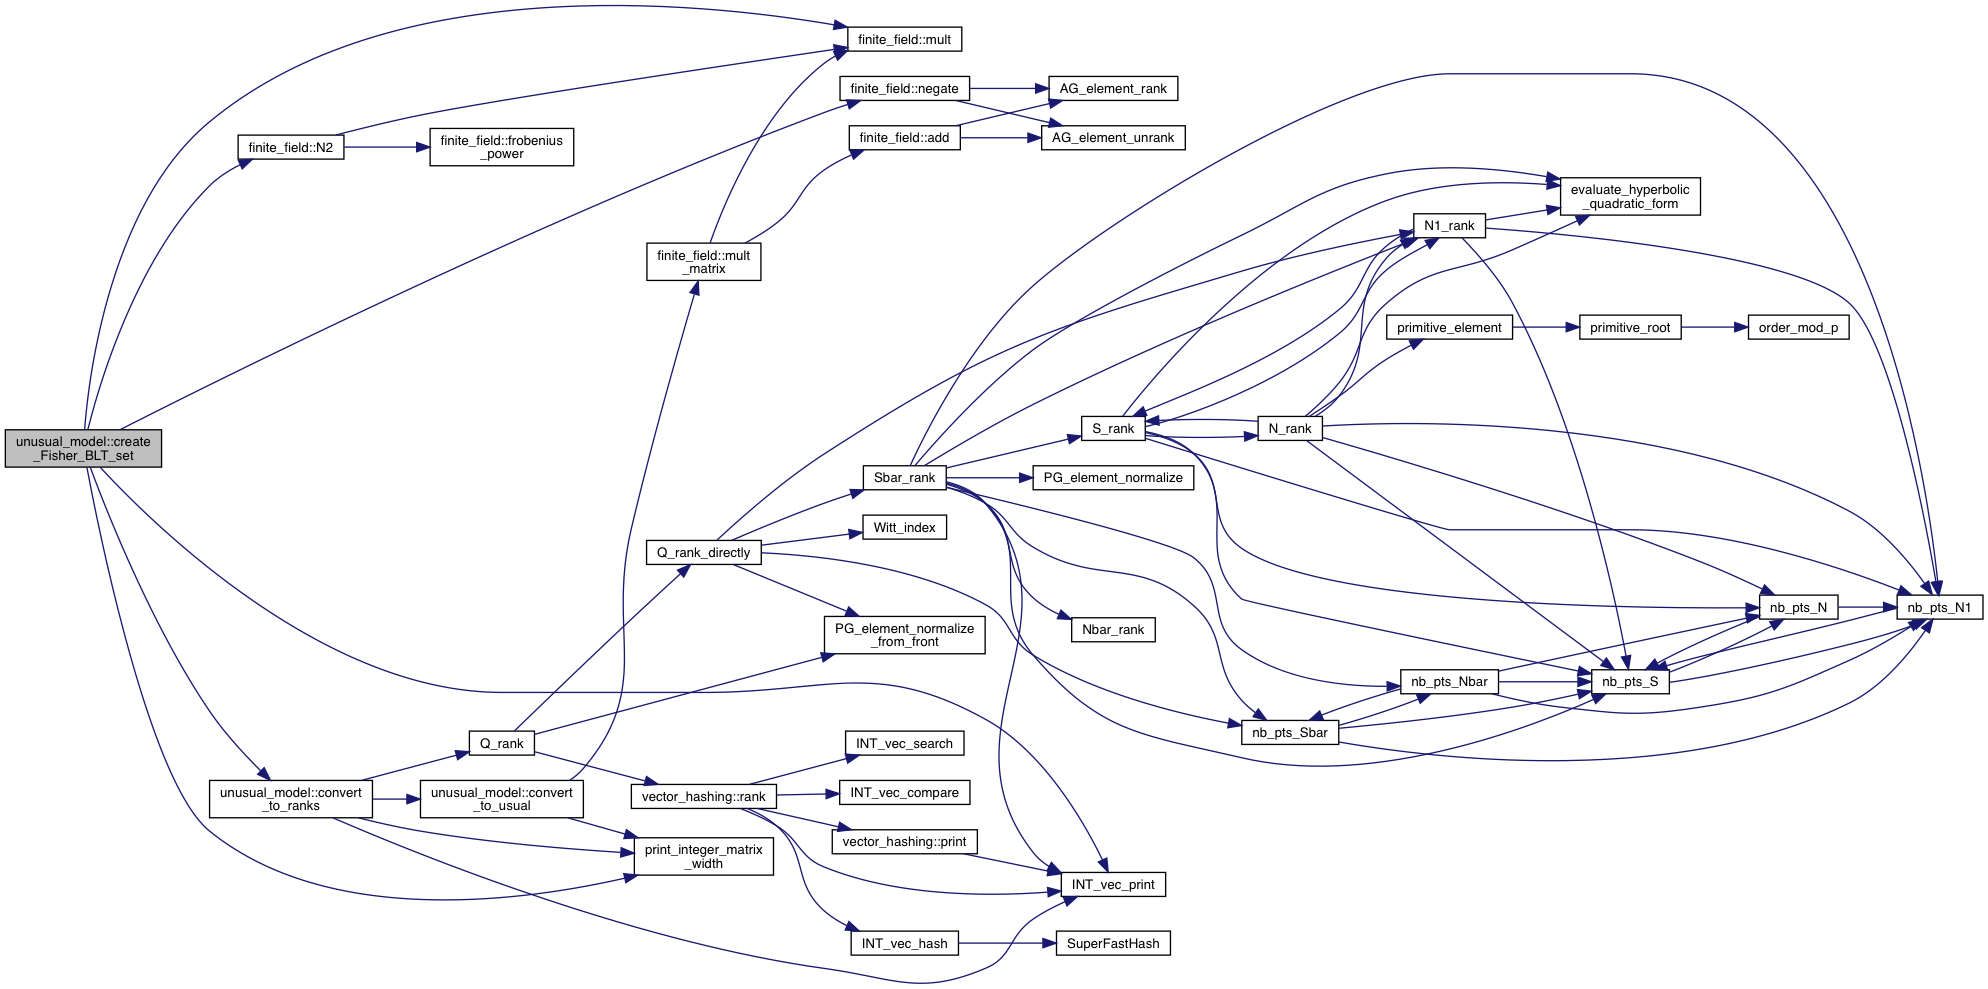 finite_field::mult
finite_field::negate
AG_element_rank
finite_field::add
AG_element_unrank
finite_field::N2
finite_field::frobenius
_power
evaluate_hyperbolic
_quadratic_form
N1_rank
finite_field::mult
_matrix
primitive_element
primitive_root
order_mod_p
S_rank
N_rank
unusual_model::create
_Fisher_BLT_set
Sbar_rank
PG_element_normalize
Witt_index
Q_rank_directly
nb_pts_N
nb_pts_N1
PG_element_normalize
_from_front
Nbar_rank
nb_pts_Nbar
nb_pts_S
nb_pts_Sbar
Q_rank
INT_vec_search
unusual_model::convert
_to_ranks
unusual_model::convert
_to_usual
vector_hashing::rank
INT_vec_compare
vector_hashing::print
print_integer_matrix
_width
INT_vec_print
INT_vec_hash
SuperFastHash